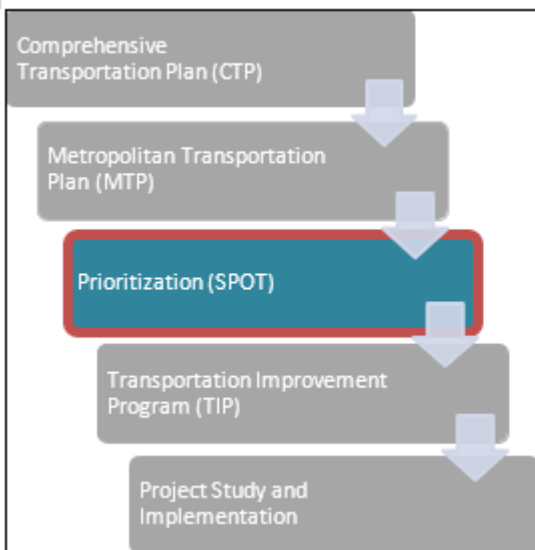 Comprehensive
Transportation Plan (CTP)
Metropolitan Transportation
Plan (MTP)
Prioritization (SPOT)
Transportation Improvement
Program (TIP)
Project Study and
Implementation